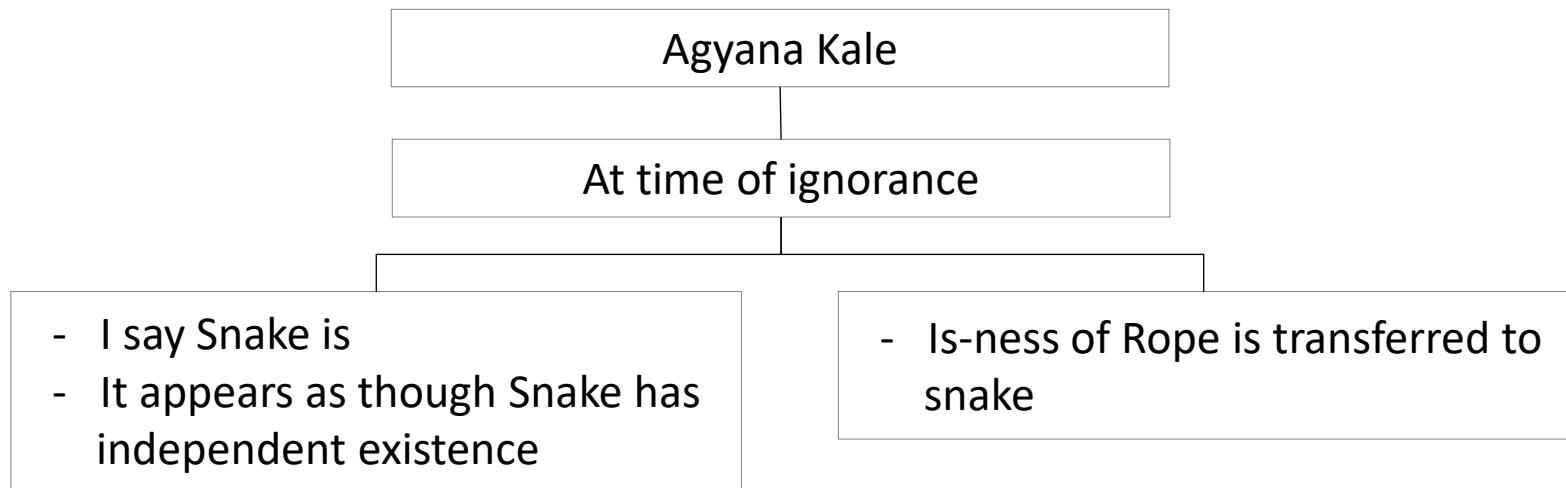 Agyana Kale
At time of ignorance
- I say Snake is
- It appears as though Snake has
independent existence
- Is-ness of Rope is transferred to
snake